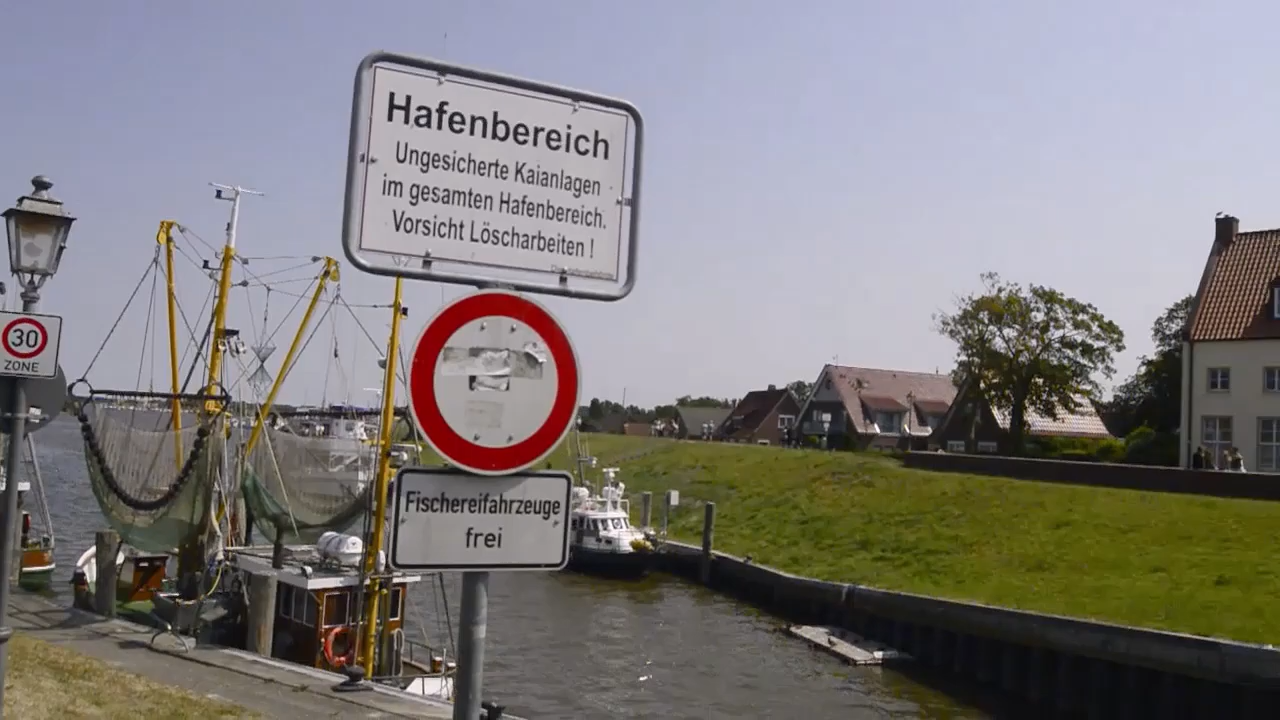 Hafenbereich
Ungesicherte Kaianlagen
im gesamten Hafenbereich.
Vorsicht Löscharbeiten !
Fischereifahrzeuge
frei
30
ZONE